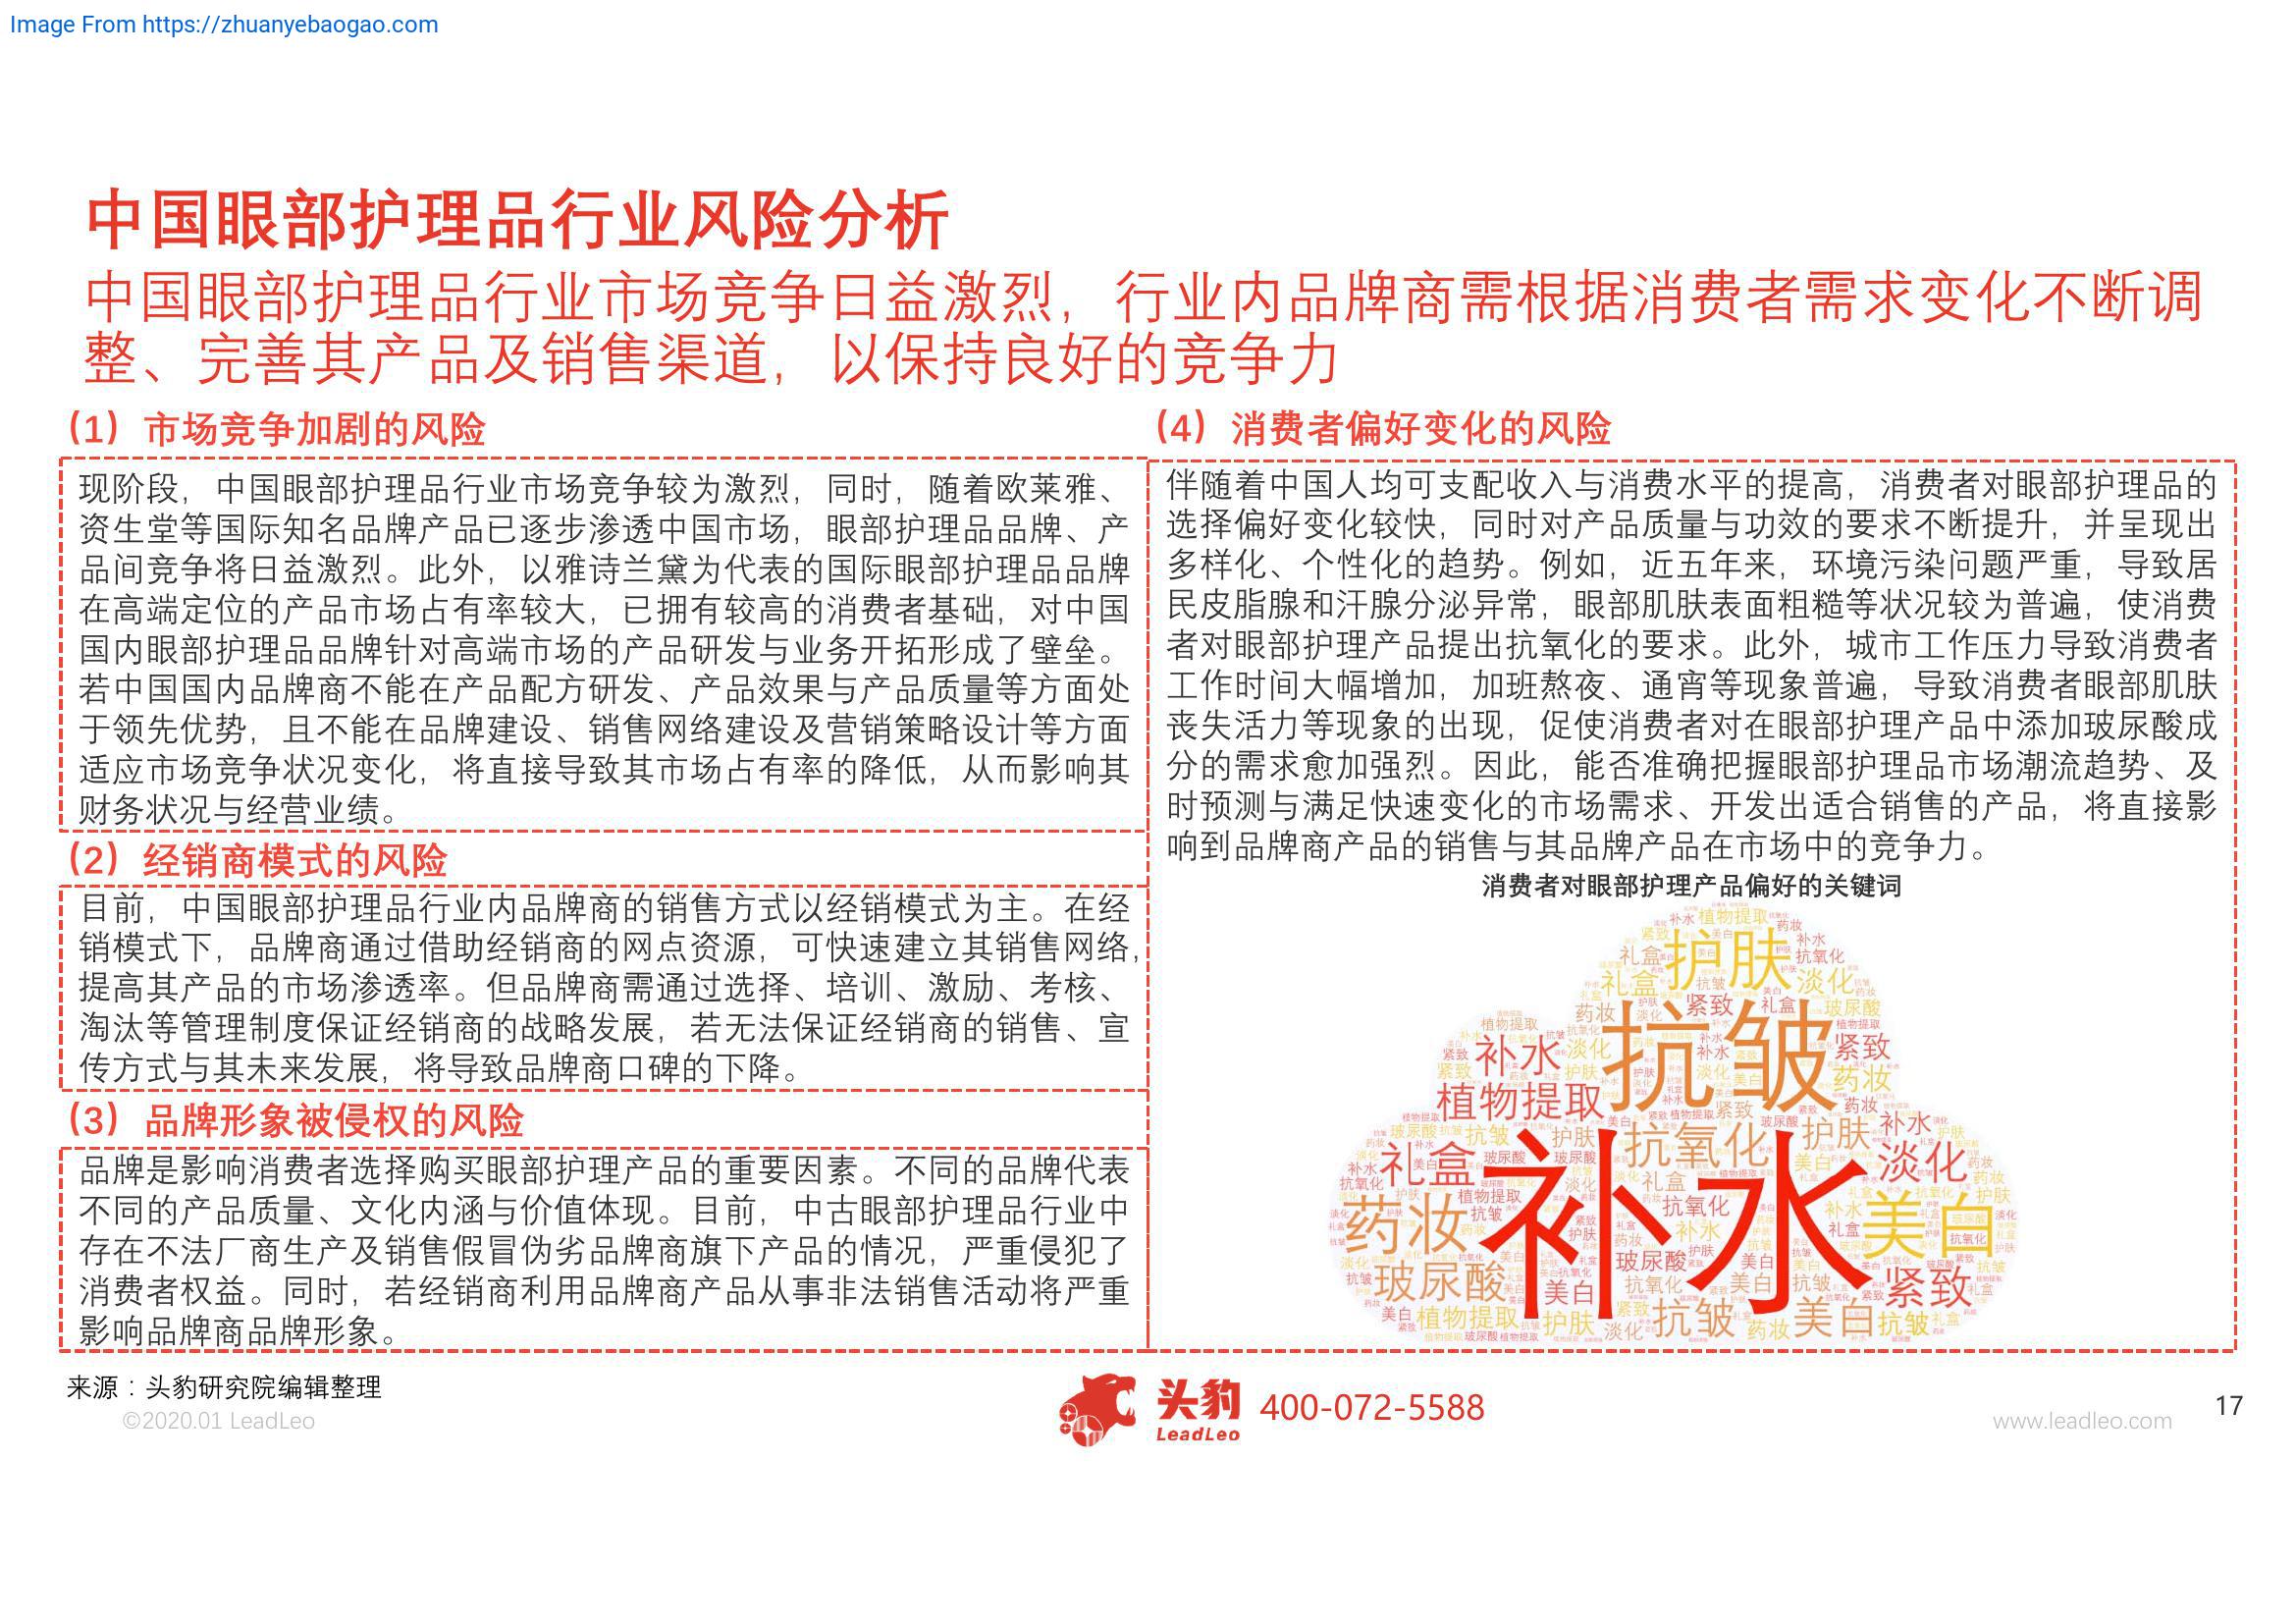 Image From https://zhuanyebaogao.com
中国眼部护理品行业风险分析
中国眼部护理品行业市场竞争日益激烈，行业内品牌商需根据消费者需求变化不断调
整、完善其产品及销售渠道，以保持良好的竞争力
(1) 市场竞争加剧的风险
现阶段，中国眼部护理品行业市场竞争较为激烈，同时，随着欧莱雅、
资生堂等国际知名品牌产品已逐步渗透中国市场，眼部护理品品牌、产
品间竞争将日益激烈。此外，以雅诗兰黛为代表的国际眼部护理品品牌
在高端定位的产品市场占有率较大，已拥有较高的消费者基础，对中国
国内眼部护理品品牌针对高端市场的产品研发与业务开拓形成了壁垒。
若中国国内品牌商不能在产品配方研发、产品效果与产品质量等方面处
于领先优势，且不能在品牌建设、销售网络建设及营销策略设计等方面
适应市场竞争状况变化，将直接导致其市场占有率的降低，从而影响其
财务状况与经营业绩。
(2) 经销商模式的风险
目前，中国眼部护理品行业内品牌商的销售方式以经销模式为主。在经
销模式下，品牌商通过借助经销商的网点资源，可快速建立其销售网络，
提高其产品的市场渗透率。但品牌商需通过选择、培训、激励、考核、
淘汰等管理制度保证经销商的战略发展，若无法保证经销商的销售、宣
传方式与其未来发展，将导致品牌商口碑的下降。
(3) 品牌形象被侵权的风险
品牌是影响消费者选择购买眼部护理产品的重要因素。不同的品牌代表
不同的产品质量、文化内涵与价值体现。目前，中古眼部护理品行业中
存在不法厂商生产及销售假冒伪劣品牌商旗下产品的情况，严重侵犯了
消费者权益。同时，若经销商利用品牌商产品从事非法销售活动将严重
影响品牌商品牌形象。
(4) 消费者偏好变化的风险
伴随着中国人均可支配收入与消费水平的提高，消费者对眼部护理品的
选择偏好变化较快，同时对产品质量与功效的要求不断提升，并呈现出
多样化、个性化的趋势。例如，近五年来，环境污染问题严重，导致居
民皮脂腺和汗腺分泌异常，眼部肌肤表面粗糙等状况较为普遍，使消费
者对眼部护理产品提出抗氧化的要求。此外，城市工作压力导致消费者
工作时间大幅增加，加班熬夜、通宵等现象普遍，导致消费者眼部肌肤
丧失活力等现象的出现，促使消费者对在眼部护理产品中添加玻尿酸成
分的需求愈加强烈。因此，能否准确把握眼部护理品市场潮流趋势、及
时预测与满足快速变化的市场需求、开发出适合销售的产品，将直接影
响到品牌商产品的销售与其品牌产品在市场中的竞争力。
消费者对眼部护理产品偏好的关键词
补水 植物提取
护肤
礼盒
抗氧化
礼盒
淡化
紧致
礼盒
玻尿酸
药妆
抗皱
补水
淡化
紧致
植物提取
药妆
抗皱
护肤
抗氧化
护肤
补水
礼盒
淡化
补水
药妆
美白
玻尿酸
美白
紧致
植物提取
护肤
淡化
抗皱
药妆
美白
抗皱
来源：头豹研究院编辑整理
©2020.01 LeadLeo
头豹
LeadLeo
400-072-5588
www.leadleo.com
17